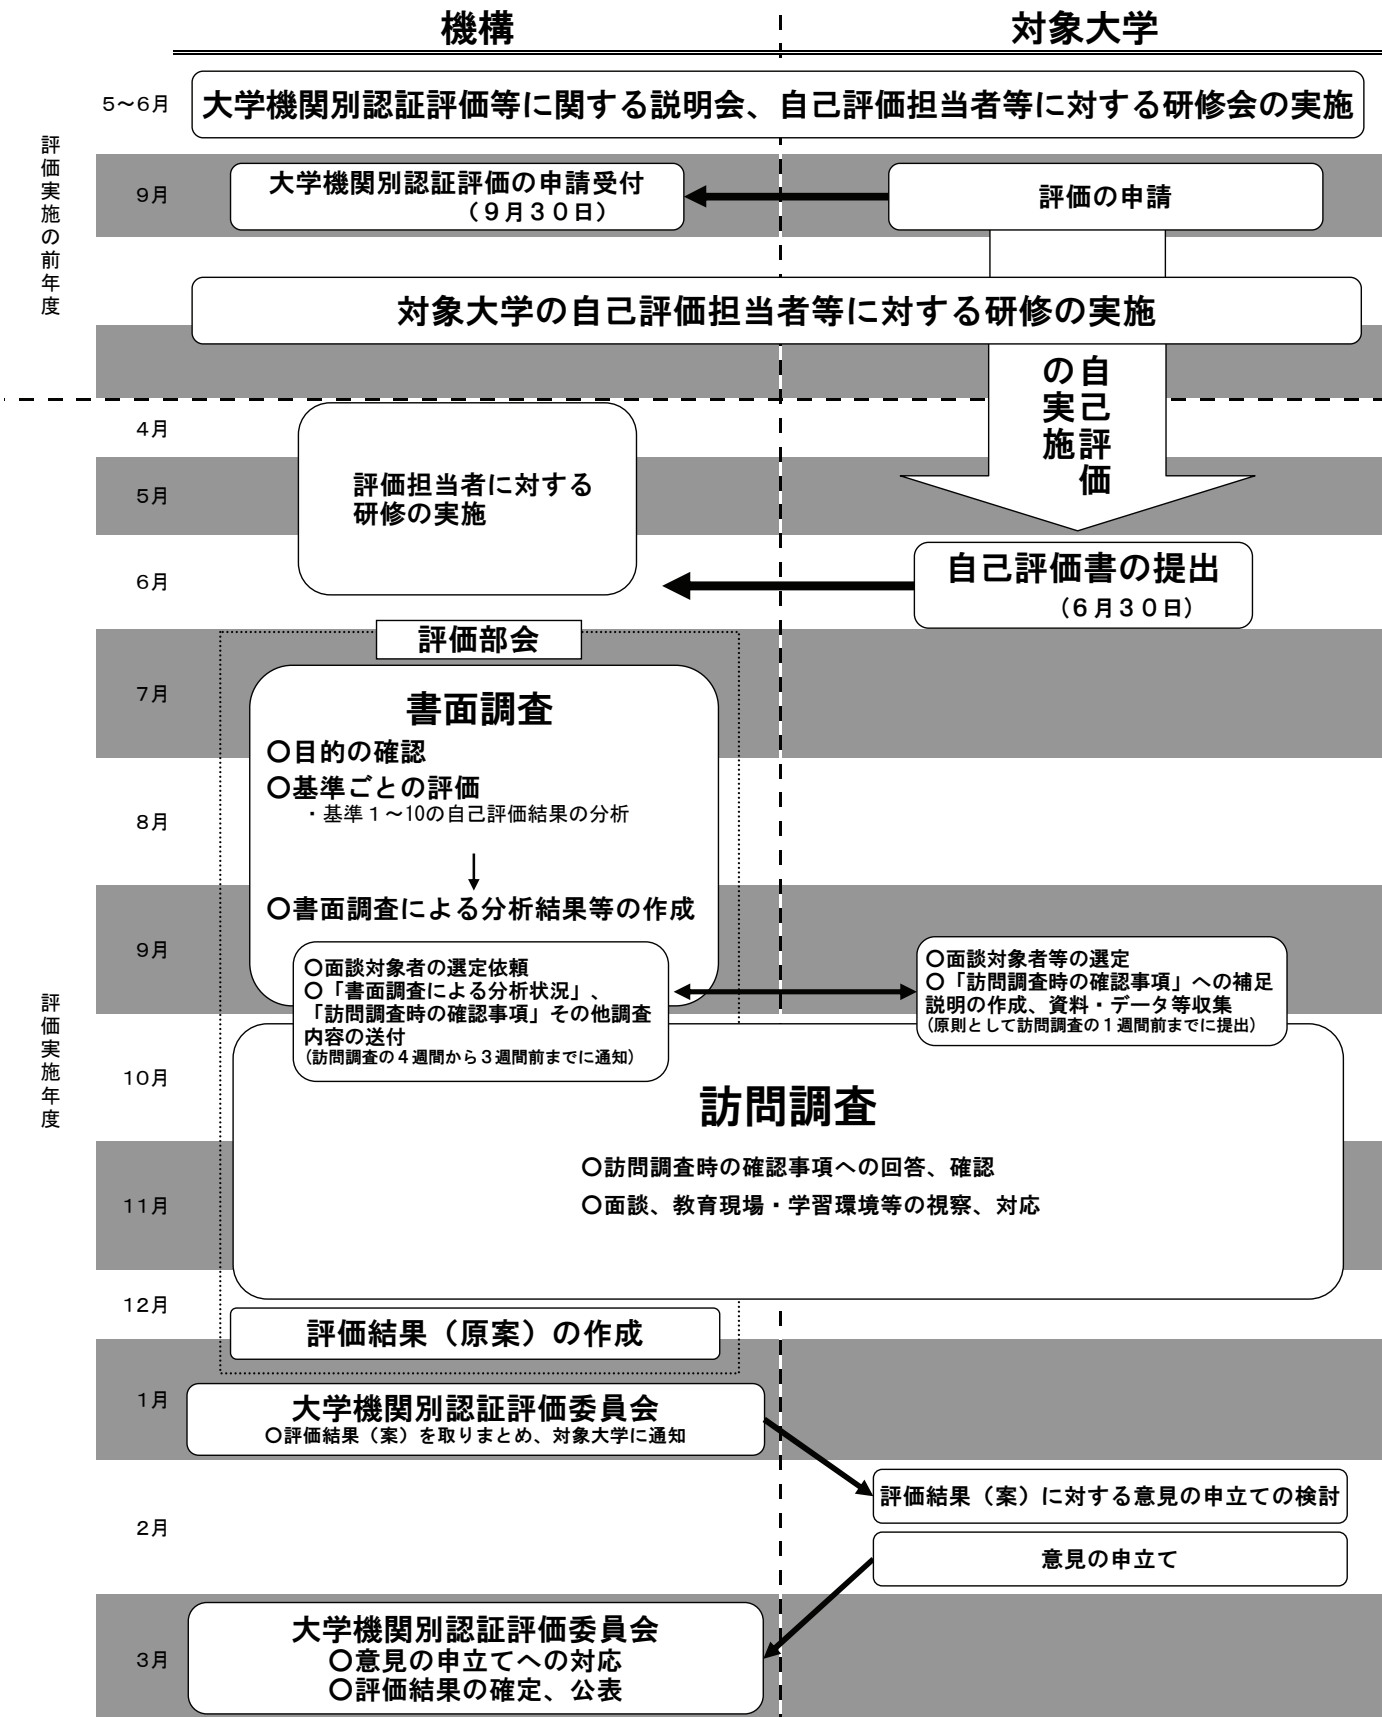 機構
対象大学
評価実施の前年度
5～6月
大学機関別認証評価等に関する説明会、自己評価担当者等に対する研修会の実施
9月
大学機関別認証評価の申請受付
（９月３０日）
評価の申請
対象大学の自己評価担当者等に対する研修の実施
自己評価
の実施
評価実施年度
4月
5月
評価担当者に対する
研修の実施
6月
自己評価書の提出
（６月３０日）
評価部会
7月
書面調査
○目的の確認
○基準ごとの評価
・基準１～10の自己評価結果の分析
8月
↓
○書面調査による分析結果等の作成
9月
○面談対象者の選定依頼
○「書面調査による分析状況」、
「訪問調査時の確認事項」その他調査
内容の送付
（訪問調査の４週間から３週間前までに通知）
○面談対象者等の選定
○「訪問調査時の確認事項」への補足
説明の作成、資料・データ等収集
（原則として訪問調査の１週間前までに提出）
10月
訪問調査
○訪問調査時の確認事項への回答、確認
11月
○面談、教育現場・学習環境等の視察、対応
12月
評価結果（原案）の作成
1月
大学機関別認証評価委員会
○評価結果（案）を取りまとめ、対象大学に通知
評価結果（案）に対する意見の申立ての検討
2月
意見の申立て
3月
大学機関別認証評価委員会
○意見の申立てへの対応
○評価結果の確定、公表